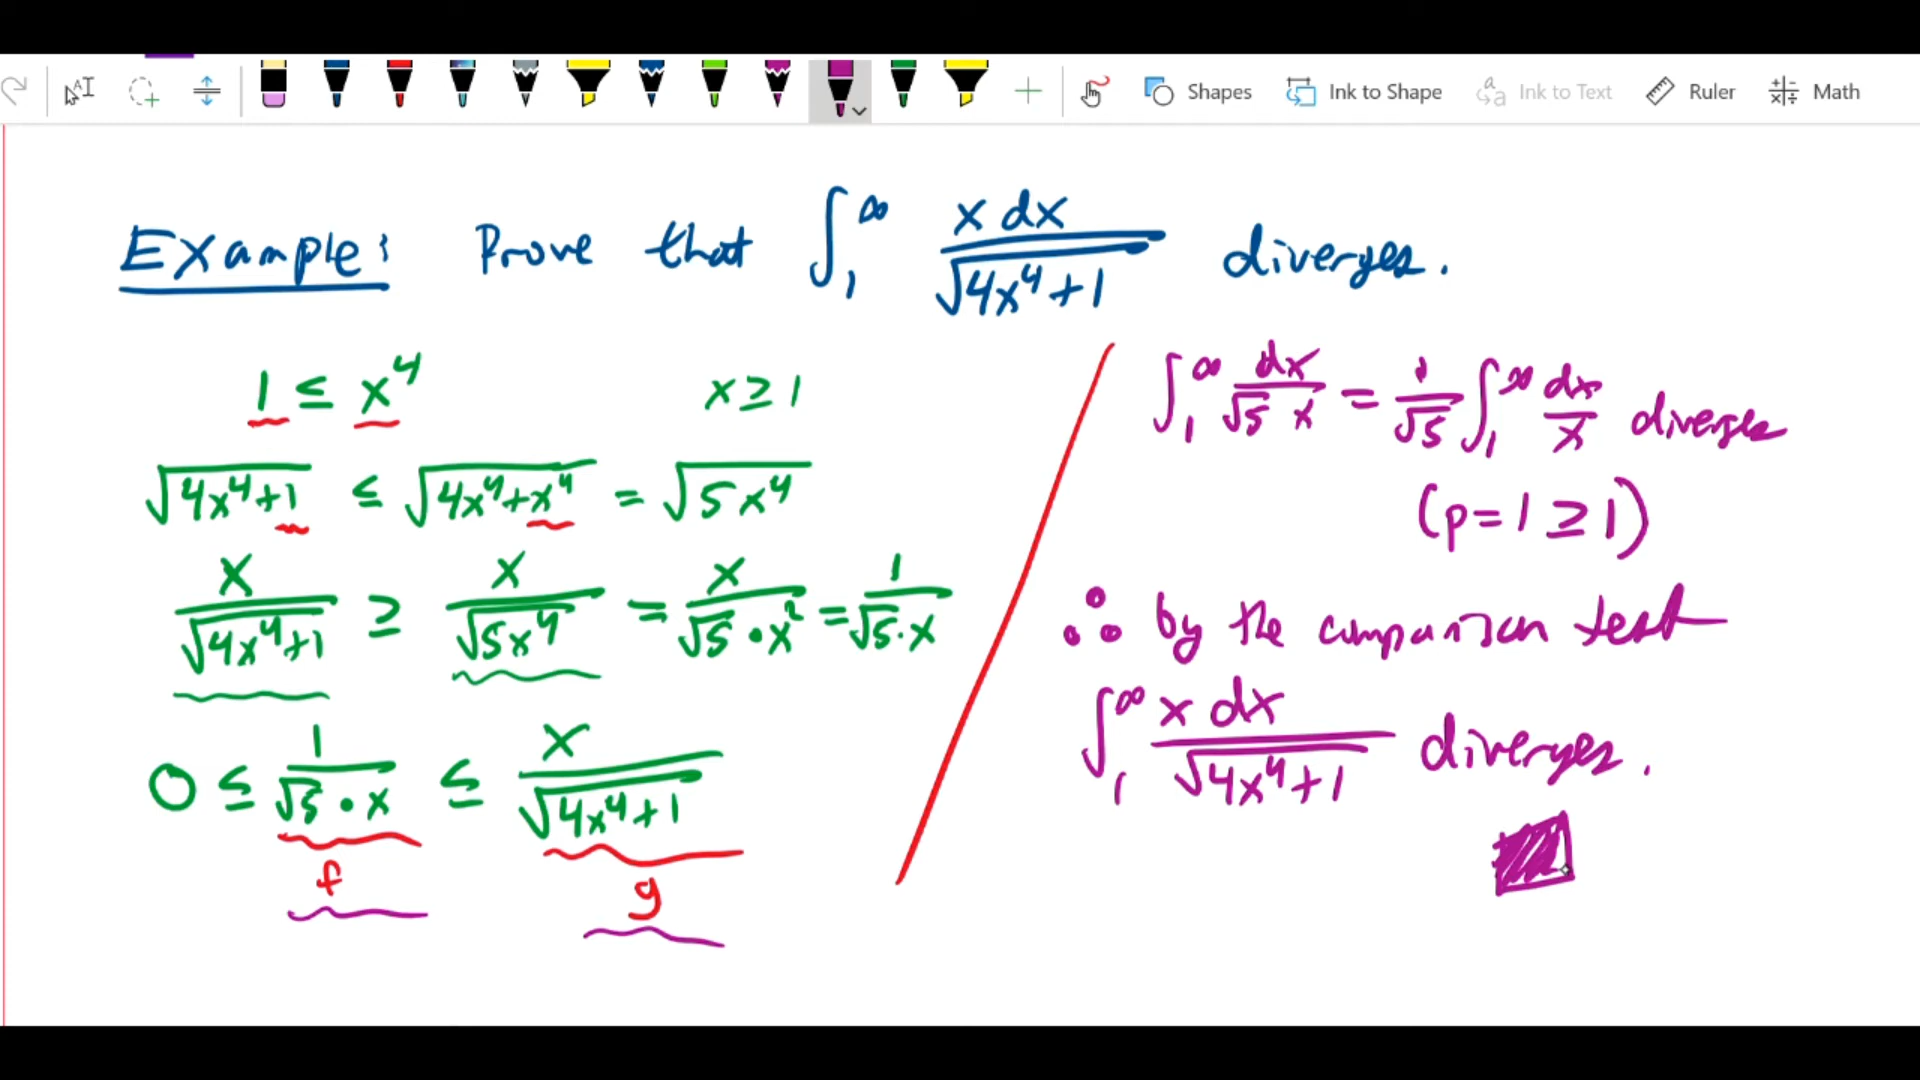 Shapes Ink to Shape Ink to Text Ruler Math
Example: Prove that ∫₁^∞ x dx / √(4x⁴+1) diverges.
1 ≤ x⁴ x ≥ 1
√(4x⁴+1) ≤ √(4x⁴+x⁴) = √(5x⁴)
x/√(4x⁴+1) ≥ x/√(5x⁴) = x/(√5 · x²) = 1/(√5 · x)
0 ≤ 1/(√5 · x) ≤ x/√(4x⁴+1)
f g
∫₁^∞ dx/(√5 x) = 1/√5 ∫₁^∞ dx/x diverges
(p = 1 ≥ 1)
∴ by the comparison test
∫₁^∞ x dx / √(4x⁴+1) diverges.